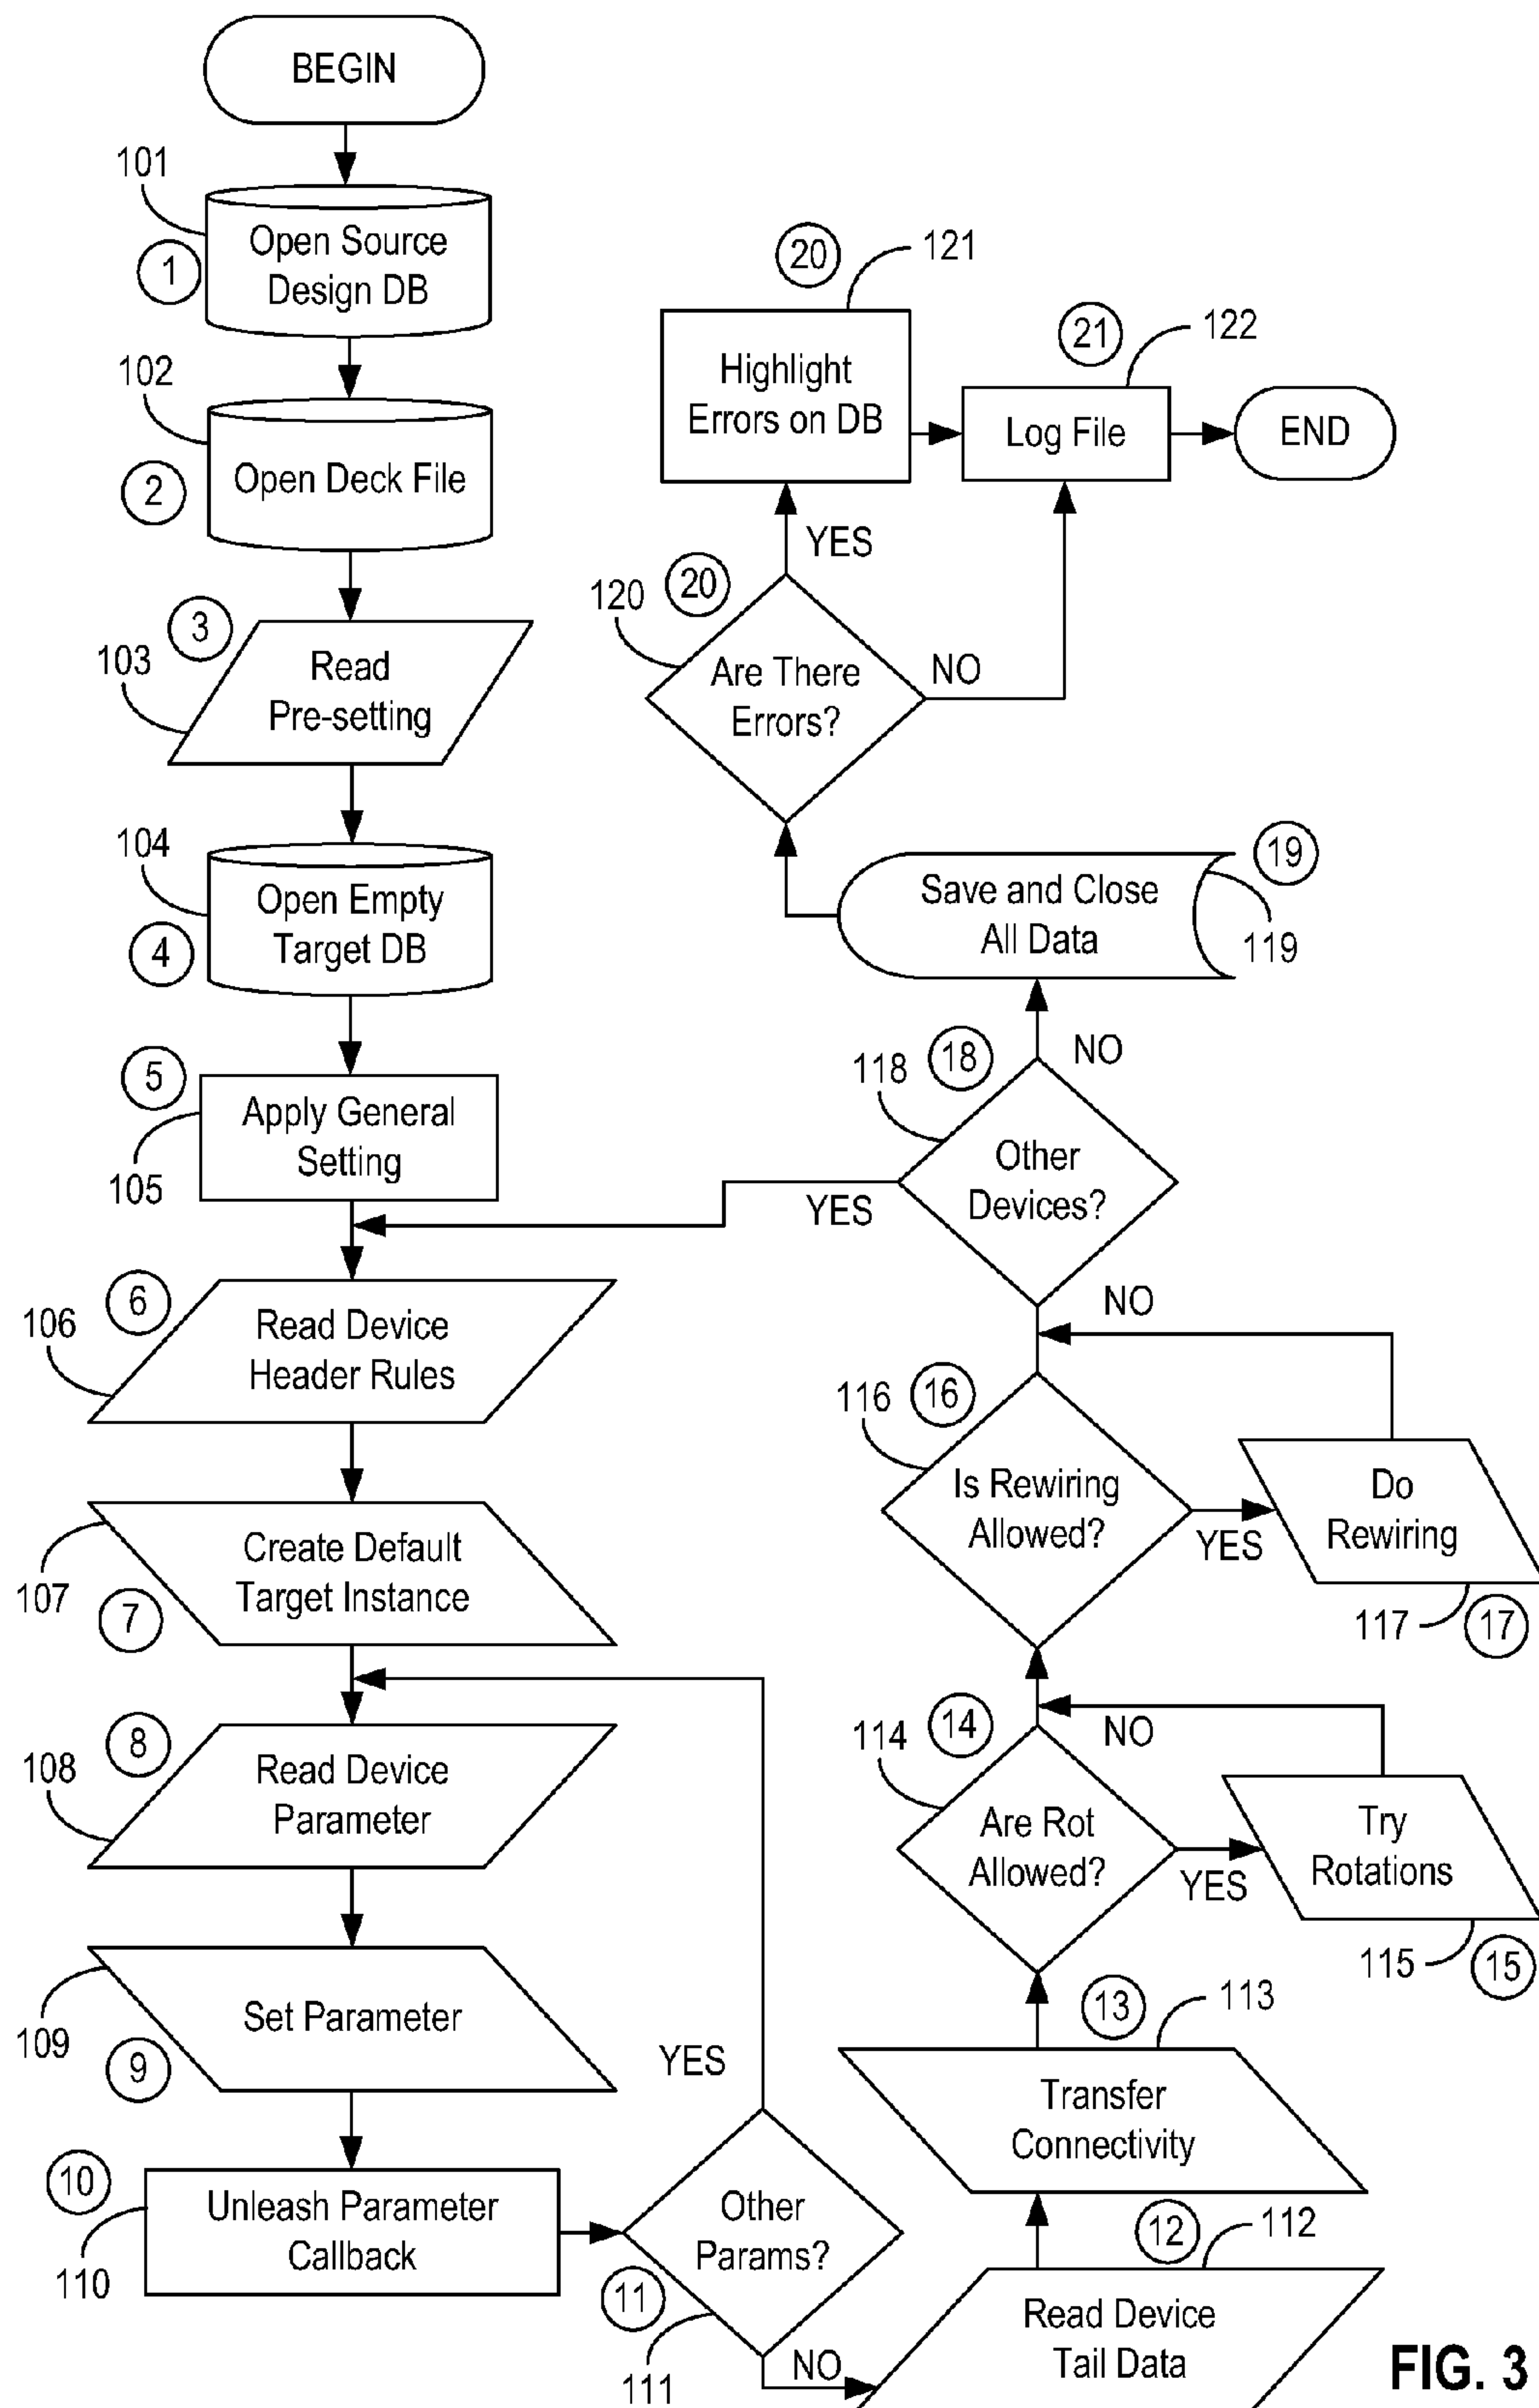 BEGIN
101
1
Open Source
Design DB
102
2
Open Deck File
3
103
Read
Pre-setting
104
4
Open Empty
Target DB
5
105
Apply General
Setting
6
106
Read Device
Header Rules
107
7
Create Default
Target Instance
8
108
Read Device
Parameter
109
9
Set Parameter
10
110
Unleash Parameter
Callback
11
111
Other
Params?
YES
NO
12
112
Read Device
Tail Data
13
113
Transfer
Connectivity
14
114
Are Rot
Allowed?
NO
YES
Try
Rotations
115
15
16
116
Is Rewiring
Allowed?
NO
YES
Do
Rewiring
117
17
18
118
Other
Devices?
YES
NO
19
119
Save and Close
All Data
20
120
Are There
Errors?
YES
NO
20
121
Highlight
Errors on DB
21
122
Log File
END
FIG. 3